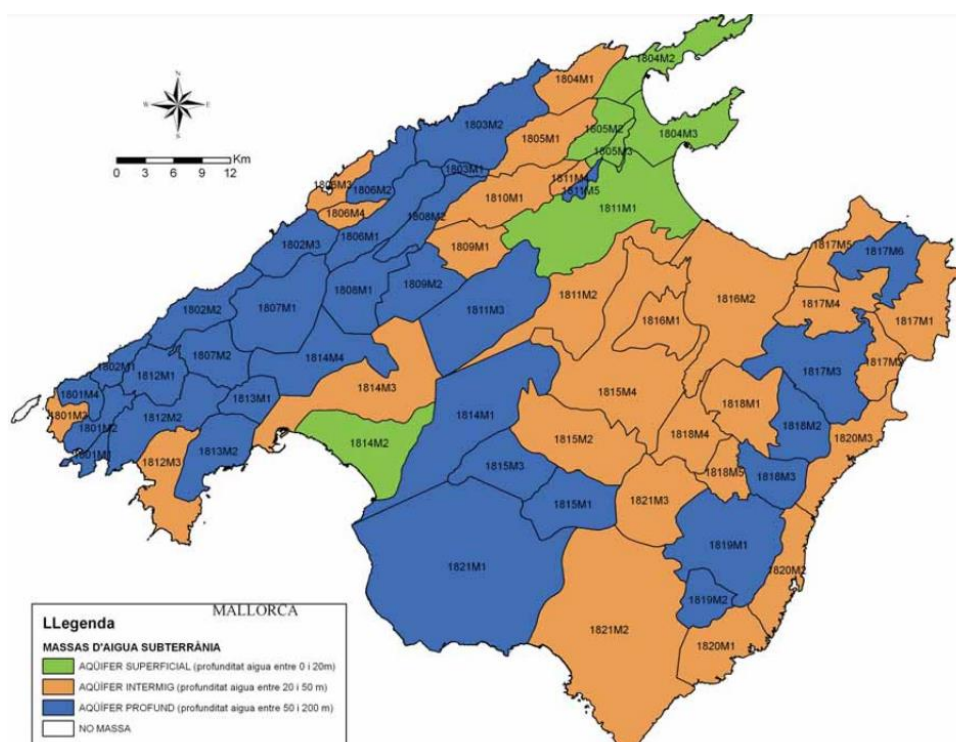 N
W E
S
Km
0 3 6 9 12
1804M2
1804M1
1803M2
1805M2
1804M3
1805M1
1805M3
1803M1
1811M4
1806M3
1806M2
1811M5
1810M1
1811M1
1806M4
1808M2
1806M1
1802M3
1809M1
1817M5
1817M6
1809M2
1808M1
1811M2
1816M2
1817M4
1802M2
1807M1
1811M3
1816M1
1817M1
1807M2
1814M4
1802M1
1817M2
1812M1
1817M3
1814M3
1815M4
1801M4
1813M1
1818M1
1801M3
1812M2
1814M1
1801M2
1818M2
1818M4
1820M3
1815M2
1814M2
1813M2
1801M1
1812M3
1815M3
1818M5
1818M3
1821M3
1815M1
1819M1
1821M1
1820M2
1819M2
1821M2
1820M1
MALLORCA
LLegenda
MASSAS D'AIGUA SUBTERRÀNIA
AQÜÍFER SUPERFICIAL (profunditat aigua entre 0 i 20m)
AQÜÍFER INTERMIG (profunditat aigua entre 20 i 50 m)
AQÜÍFER PROFUND (profunditat aigua entre 50 i 200 m)
NO MASSA